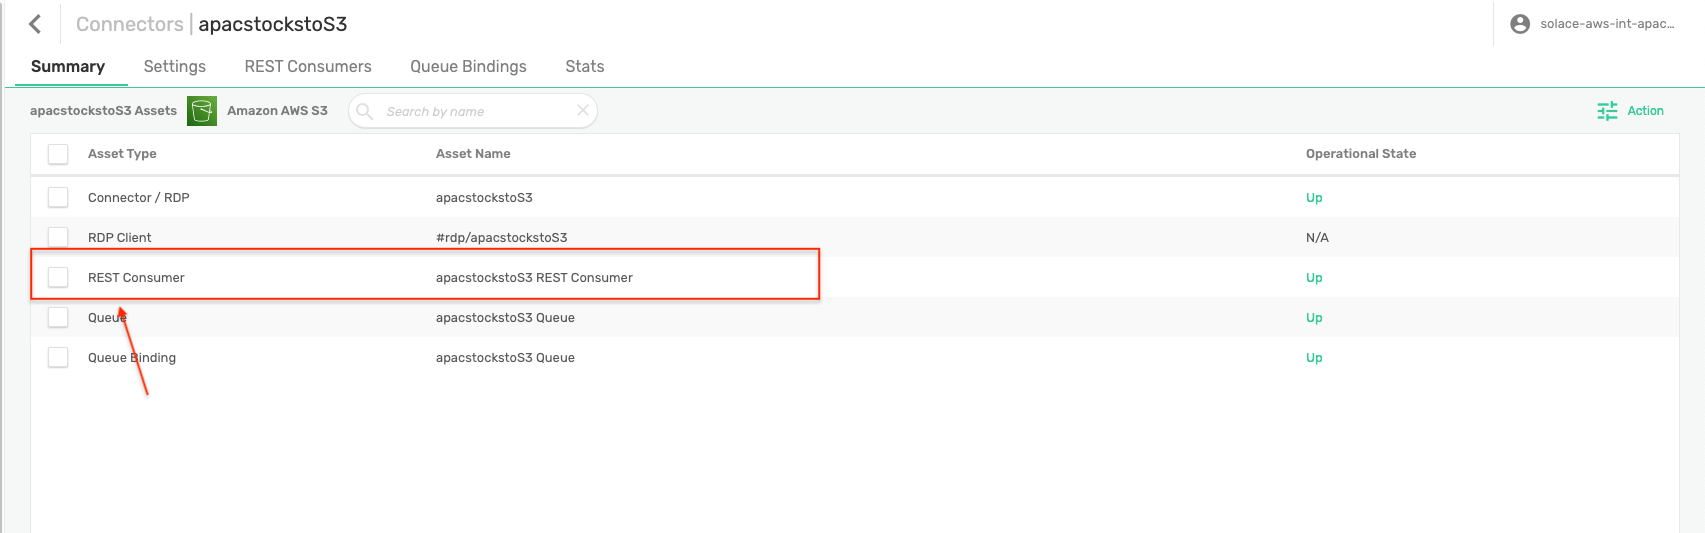 Connectors | apacstockstoS3
solace-aws-int-apac...
Summary Settings REST Consumers Queue Bindings Stats
apacstockstoS3 Assets Amazon AWS S3 Search by name Action
Asset Type Asset Name Operational State
Connector / RDP apacstockstoS3 Up
RDP Client #rdp/apacstockstoS3 N/A
REST Consumer apacstockstoS3 REST Consumer Up
Queue apacstockstoS3 Queue Up
Queue Binding apacstockstoS3 Queue Up